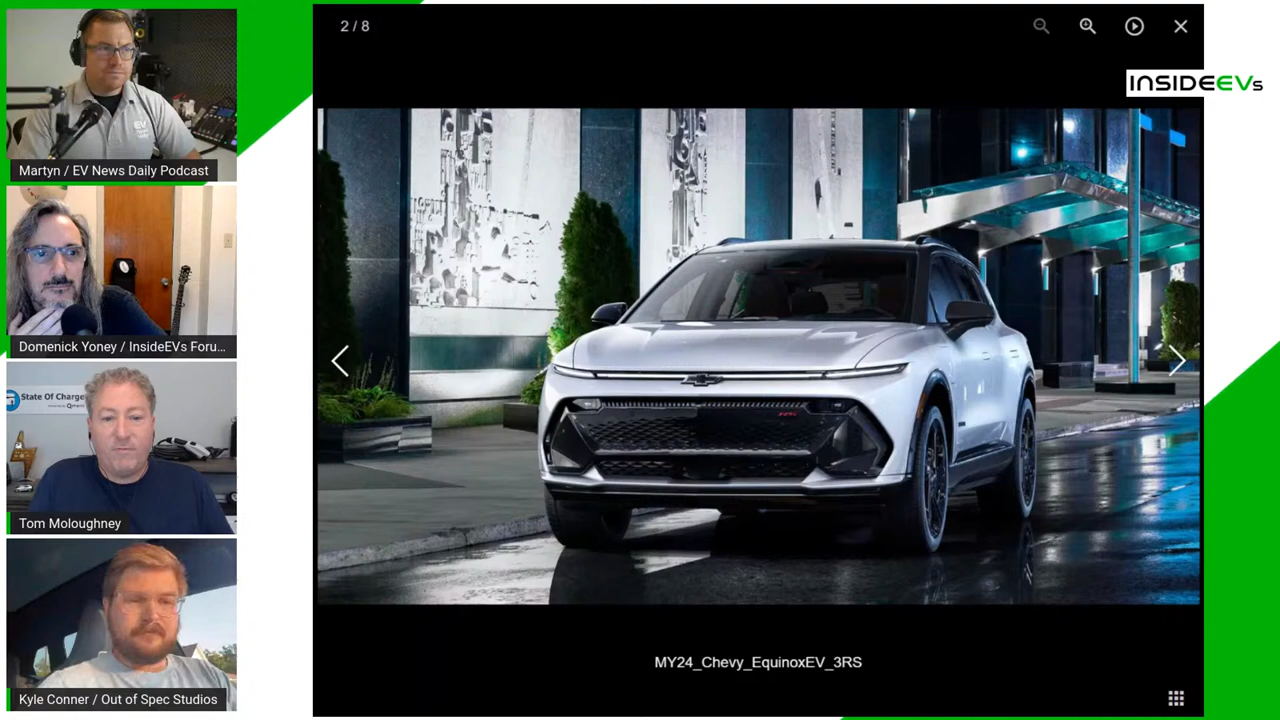 Martyn / EV News Daily Podcast
Domenick Yoney / InsideEVs Foru...
State Of Charge
Tom Moloughney
Kyle Conner / Out of Spec Studios
2 / 8
INSIDEEVs
RS
MY24_Chevy_EquinoxEV_3RS